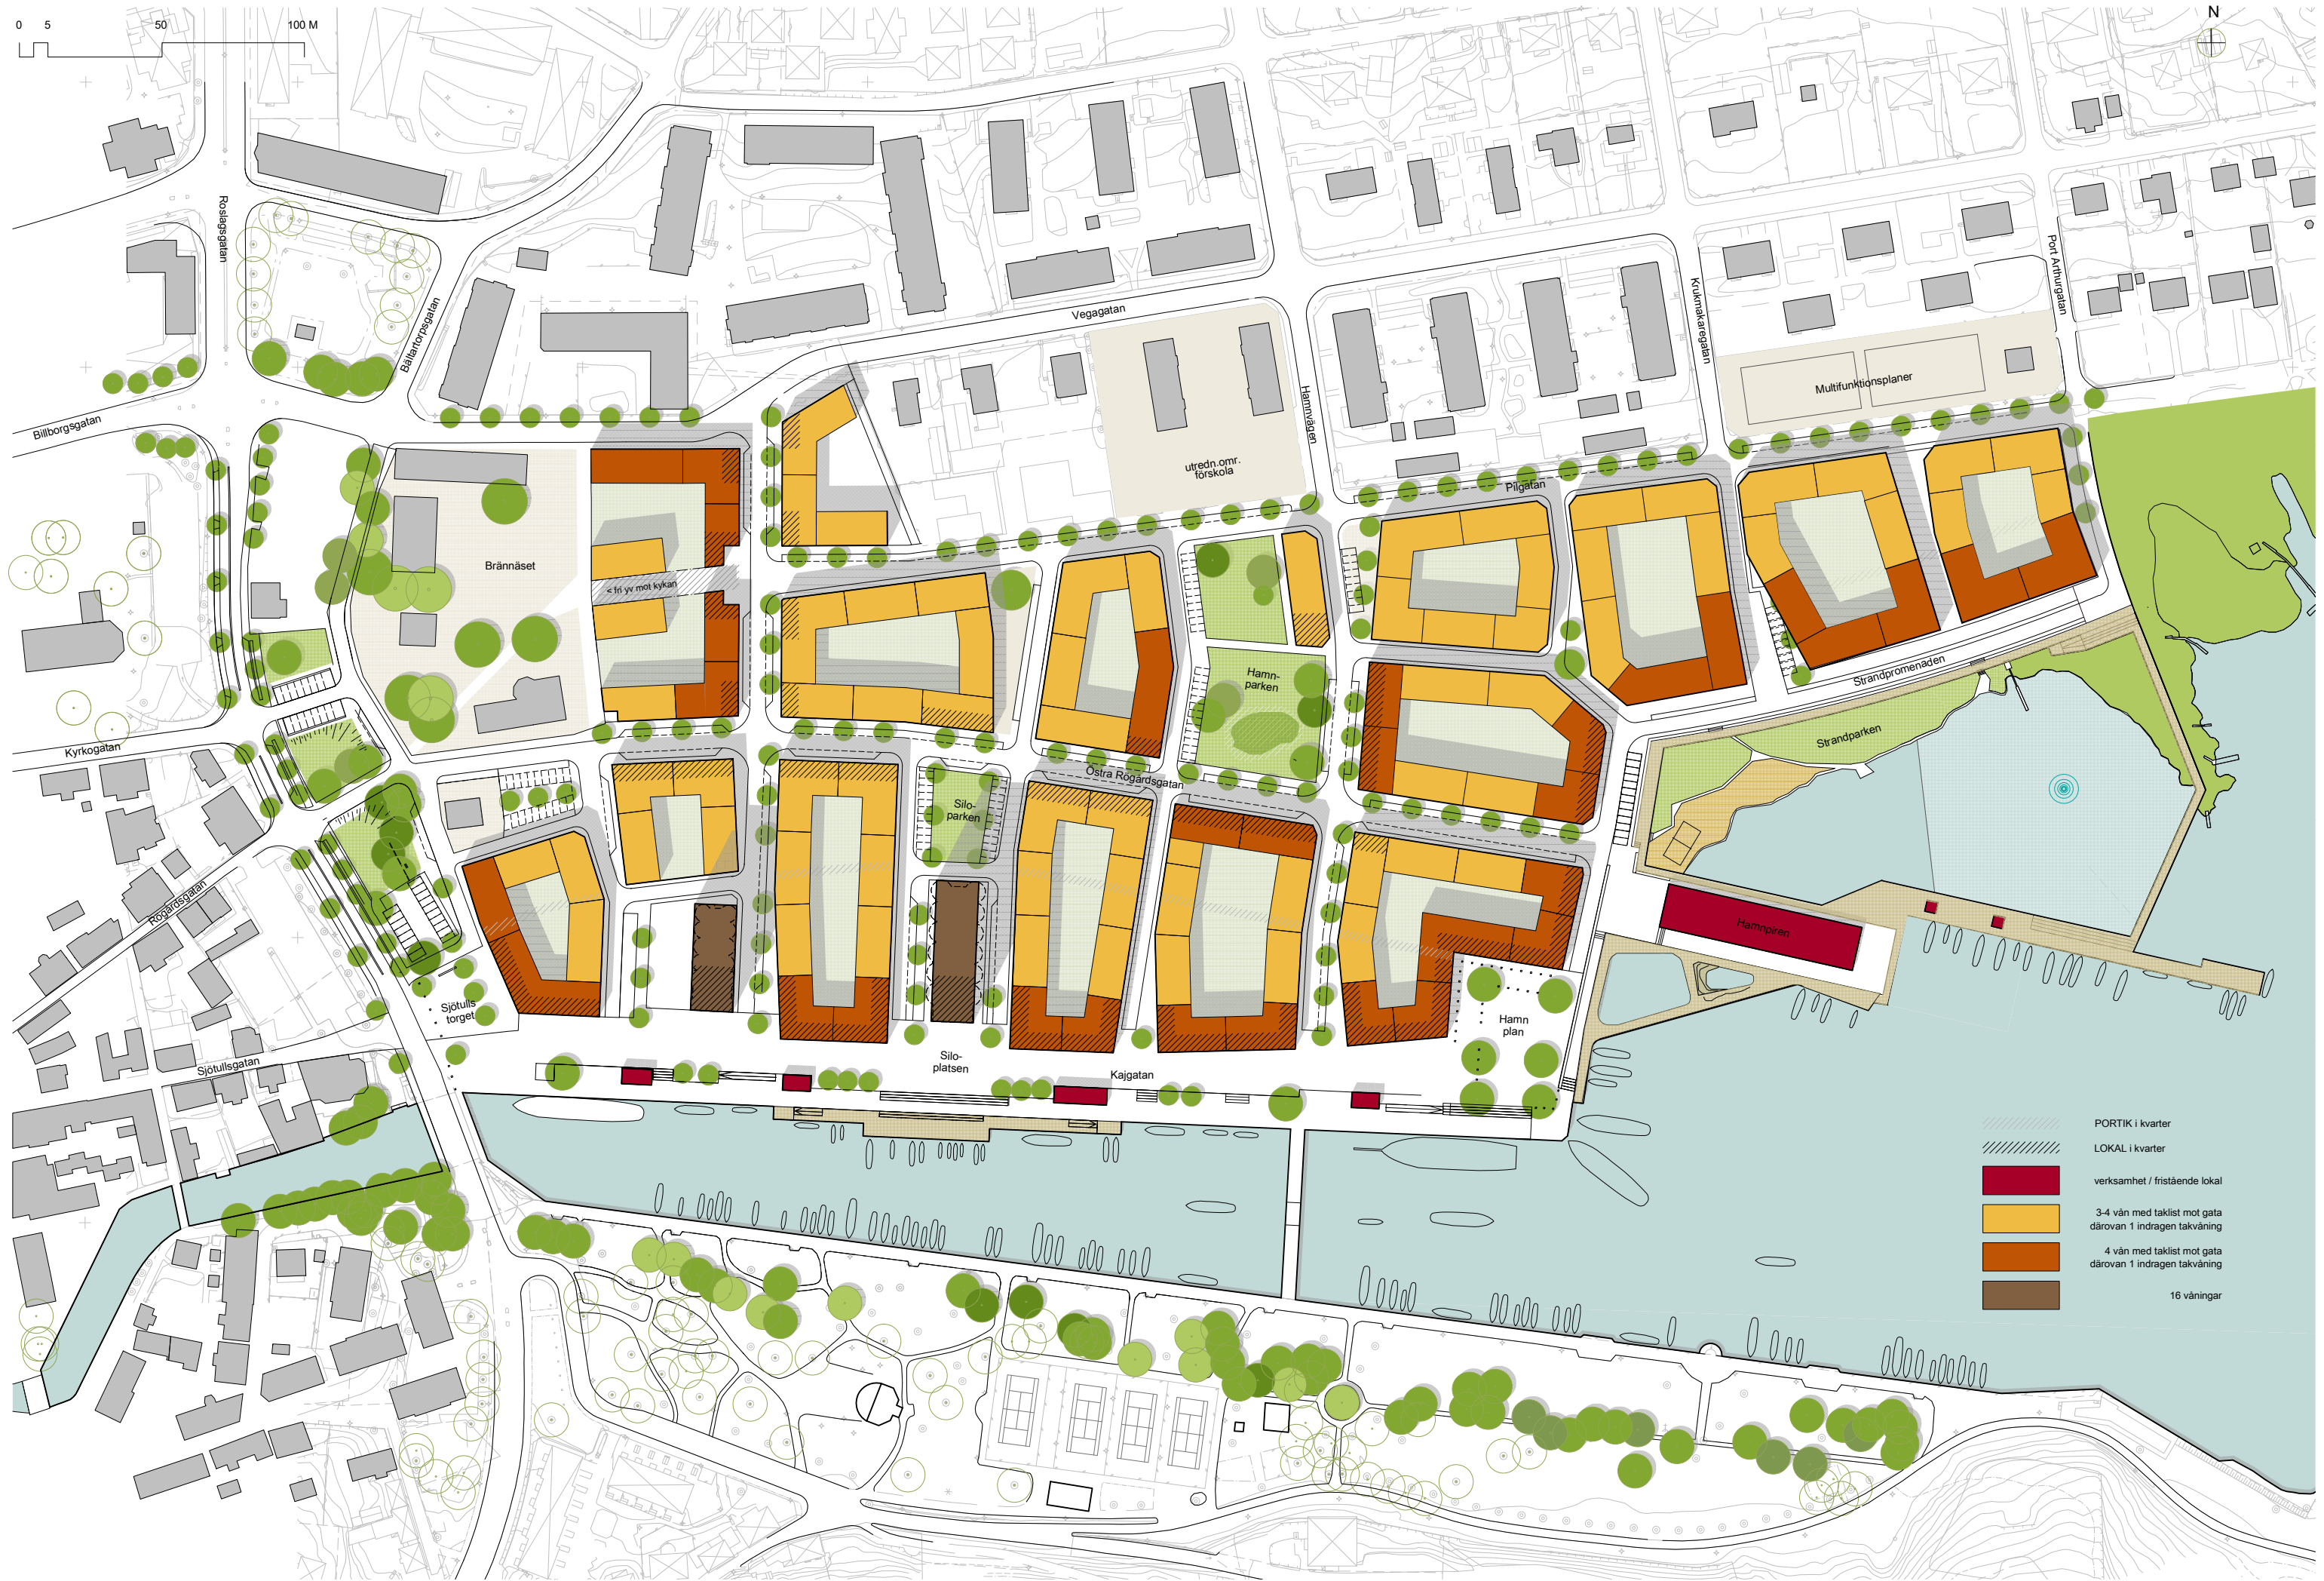 0 5 50 100 M
N
Roslagsgatan
Bältartorpsgatan
Vegagatan
Hamnvägen
Krukmakaregatan
Port Arthurgatan
Multifunktionsplaner
Billborgsgatan
utredn.omr.
förskola
Pilgatan
Brännäset
< fri yv mot kykan
Hamn-
parken
Strandpromenaden
Strandparken
Kyrkogatan
Östra Rögårdsgatan
Silo-
parken
Rögårdsgatan
Hamnpiren
Sjötulls
torget
Hamn
plan
Silo-
platsen
Kajgatan
Sjötullsgatan
PORTIK i kvarter
LOKAL i kvarter
verksamhet / fristående lokal
3-4 vån med taklist mot gata
därovan 1 indragen takvåning
4 vån med taklist mot gata
därovan 1 indragen takvåning
16 våningar